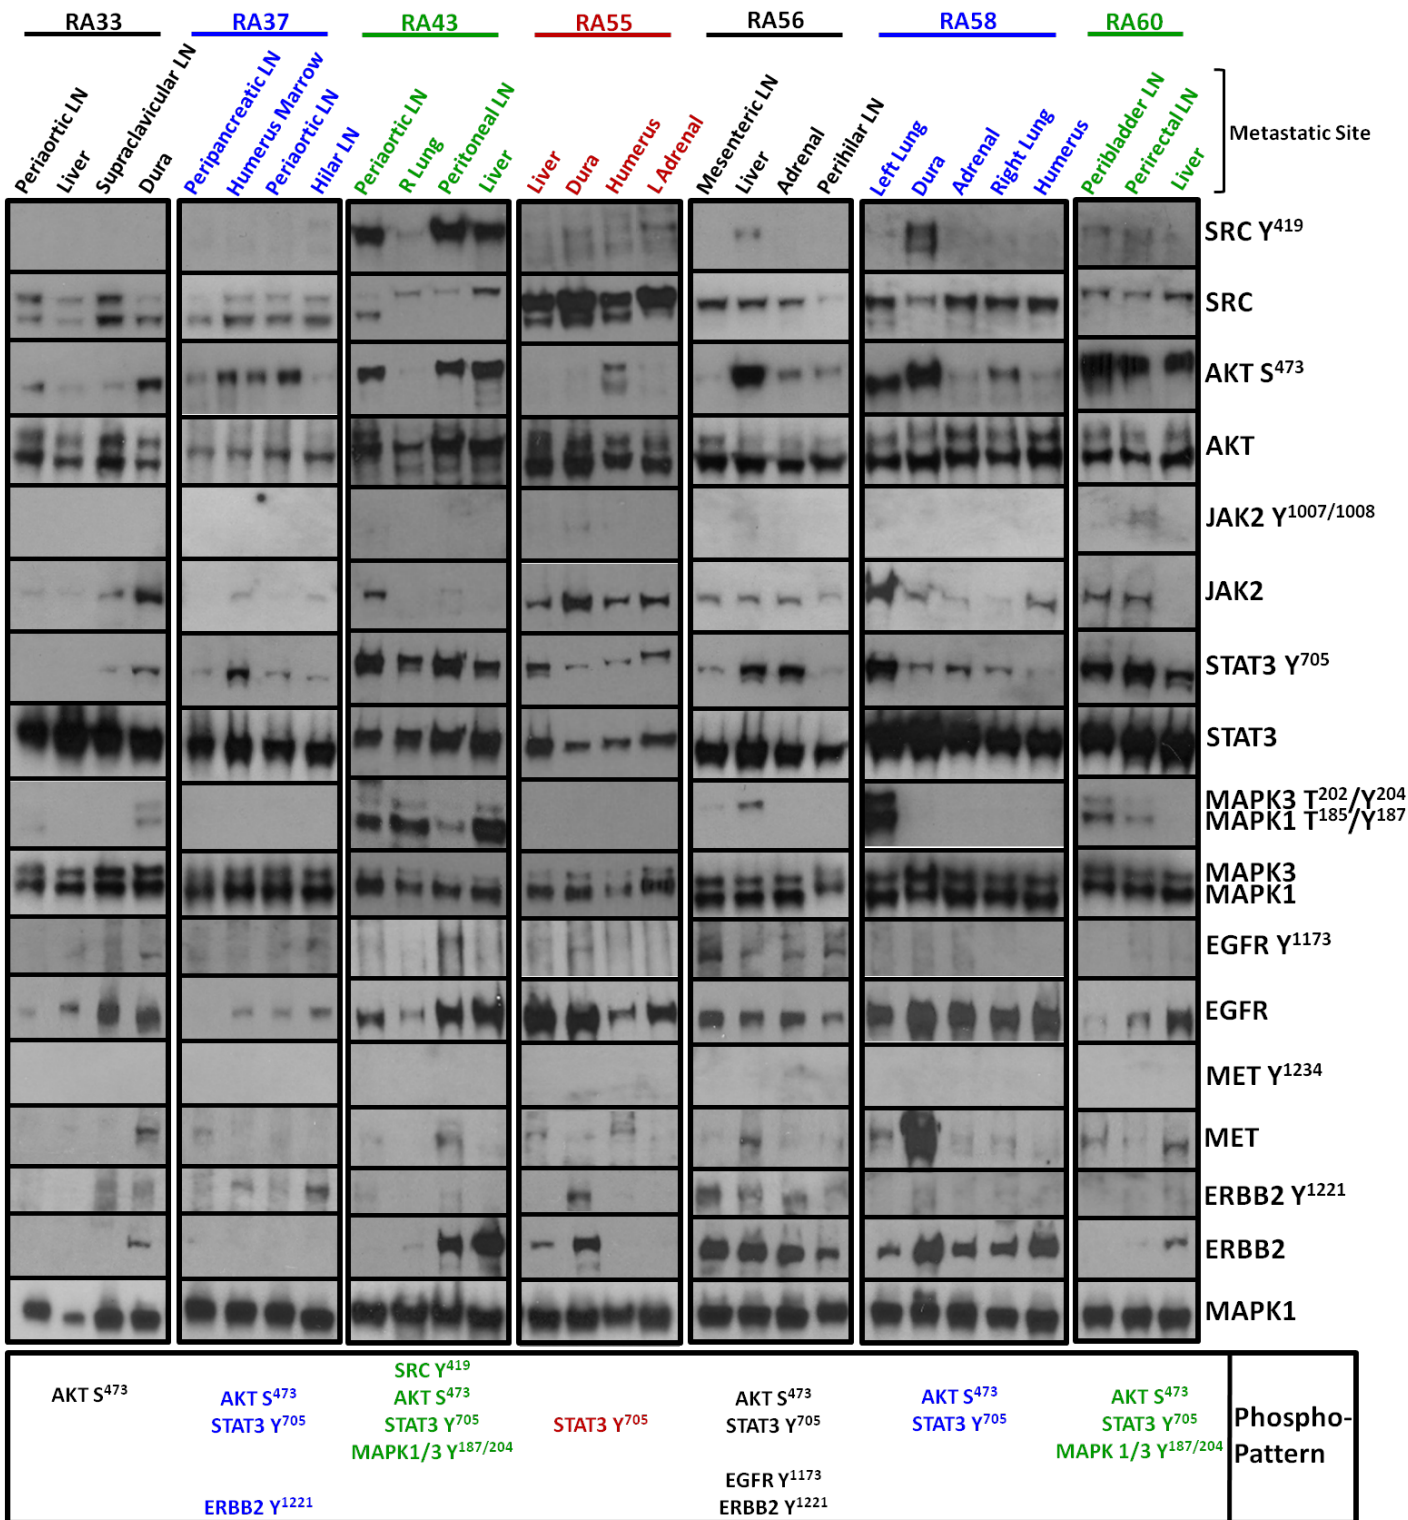 RA33 RA37 RA43 RA55 RA56 RA58 RA60
Periaortic LN
Liver
Supraclavicular LN
Dura
Peripancreatic LN
Humerus Marrow
Periaortic LN
Hilar LN
Periaortic LN
R Lung
Peritoneal LN
Liver
Liver
Dura
Humerus
L Adrenal
Mesenteric LN
Liver
Adrenal
Perihilar LN
Left Lung
Dura
Adrenal
Right Lung
Humerus
Peribladder LN
Perirectal LN
Liver
Metastatic Site
SRC Y419
SRC
AKT S473
AKT
JAK2 Y1007/1008
JAK2
STAT3 Y705
STAT3
MAPK3 T202/Y204
MAPK1 T185/Y187
MAPK3
MAPK1
EGFR Y1173
EGFR
MET Y1234
MET
ERBB2 Y1221
ERBB2
MAPK1
AKT S473
AKT S473
STAT3 Y705
ERBB2 Y1221
SRC Y419
AKT S473
STAT3 Y705
MAPK1/3 Y187/204
STAT3 Y705
AKT S473
STAT3 Y705
EGFR Y1173
ERBB2 Y1221
AKT S473
STAT3 Y705
AKT S473
STAT3 Y705
MAPK 1/3 Y187/204
Phospho-
Pattern